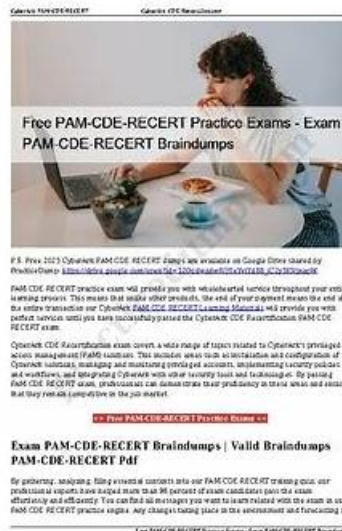 CyberArk PAM-CDE-RECERT
CyberArk CDE Recertification
Free PAM-CDE-RECERT Practice Exams - Exam
PAM-CDE-RECERT Braindumps
P.S. Free 2023 CyberArk PAM-CDE-RECERT dumps are available on Google Drive shared by
PracticeDump:
PAM-CDE-RECERT practice exam will provide you with wholehearted service throughout your entire
learning process. This means that unlike other products, the end of your payment means the end of
the entire transaction our CyberArk PAM-CDE-RECERT Learning Materials will provide you with
perfect services until you have successfully passed the CyberArk CDE Recertification PAM-CDE-
RECERT exam.
CyberArk CDE Recertification exam covers a wide range of topics related to CyberArk's privileged
access management (PAM) solutions. This includes areas such as installation and configuration of
CyberArk solutions, managing and monitoring privileged accounts, implementing security policies
and workflows, and integrating CyberArk with other security tools and technologies. By passing
PAM-CDE-RECERT exam, professionals can demonstrate their proficiency in these areas and
that they remain competitive in the job market.
>> Free PAM-CDE-RECERT Practice Exams <<
Exam PAM-CDE-RECERT Braindumps | Valid Braindumps
PAM-CDE-RECERT Pdf
By gathering, analyzing, filing essential contents into our PAM-CDE-RECERT training quiz, our
professional experts have helped more than 98 percent of exam candidates pass the exam
effortlessly and efficiently. You can find all messages you want to learn related with the exam in our
PAM-CDE-RECERT practice engine. Any changes taking place in the environment and forecasting